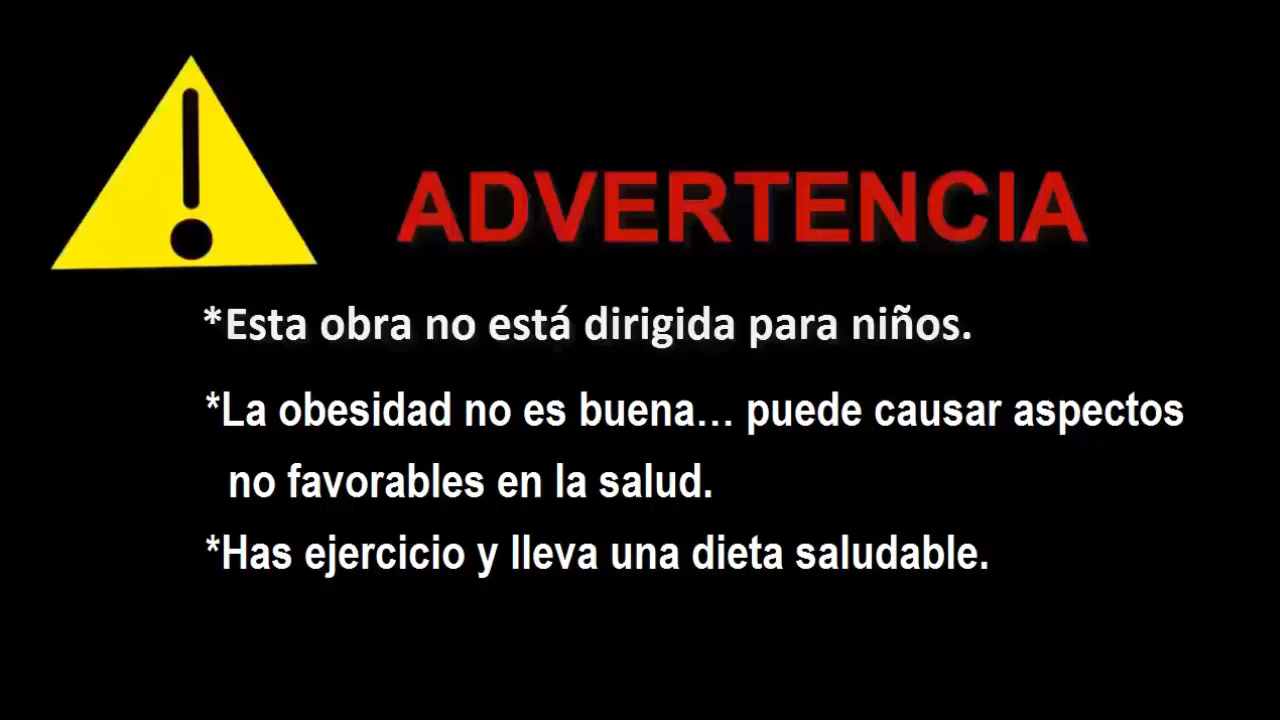 ADVERTENCIA
*Esta obra no está dirigida para niños.
*La obesidad no es buena... puede causar aspectos
no favorables en la salud.
*Has ejercicio y lleva una dieta saludable.